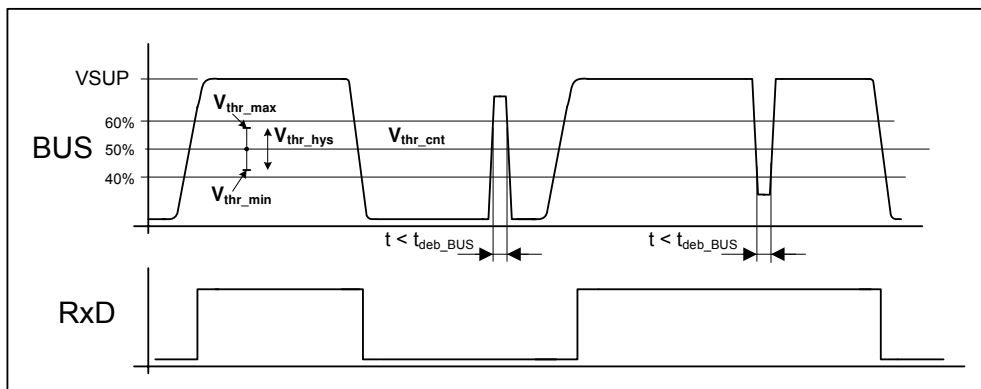 VSUP
V_thr_max
60%
V_thr_hys
V_thr_cnt
BUS
50%
40%
V_thr_min
t < t_deb_BUS
t < t_deb_BUS
RxD